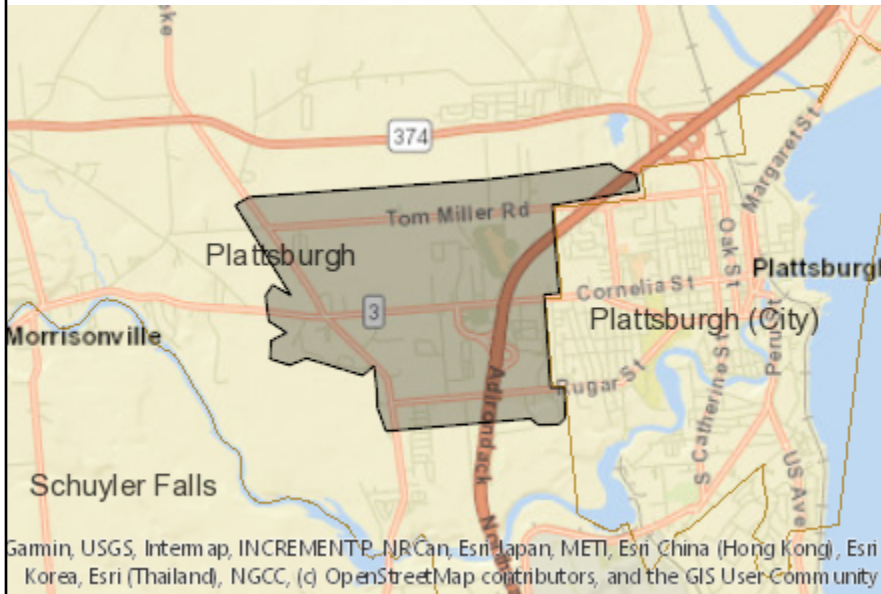 ke
374
Tom Miller Rd
Margaret St
Oak St
Plattsburgh
Plattsburgh
Cornelia St
3
Plattsburgh (City)
Morrisonville
Peru St
Rugar St
Adirondack
S Catherine St
US Ave
Schuyler Falls
Garmin, USGS, Intermap, INCREMENT P, NRCan, Esri Japan, METI, Esri China (Hong Kong), Esri
Korea, Esri (Thailand), NGCC, (c) OpenStreetMap contributors, and the GIS User Community